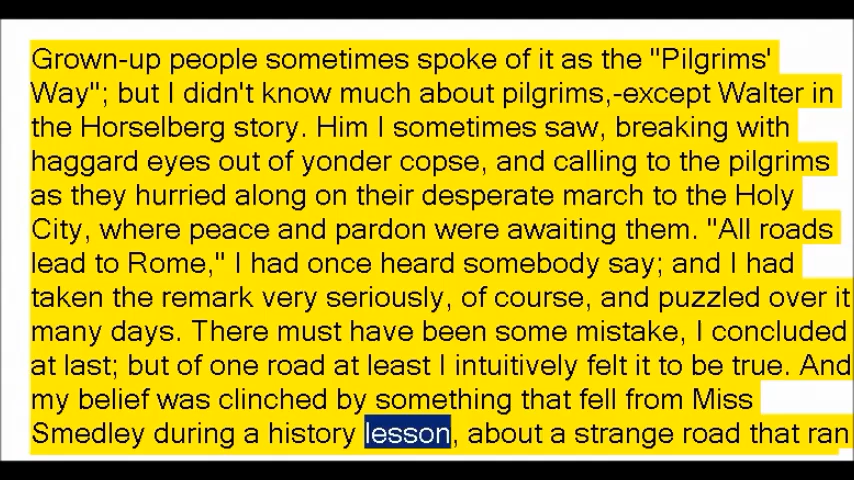 Grown-up people sometimes spoke of it as the "Pilgrims'
Way"; but I didn't know much about pilgrims,-except Walter in
the Horselberg story. Him I sometimes saw, breaking with
haggard eyes out of yonder copse, and calling to the pilgrims
as they hurried along on their desperate march to the Holy
City, where peace and pardon were awaiting them. "All roads
lead to Rome," I had once heard somebody say; and I had
taken the remark very seriously, of course, and puzzled over it
many days. There must have been some mistake, I concluded
at last; but of one road at least I intuitively felt it to be true. And
my belief was clinched by something that fell from Miss
Smedley during a history lesson, about a strange road that ran